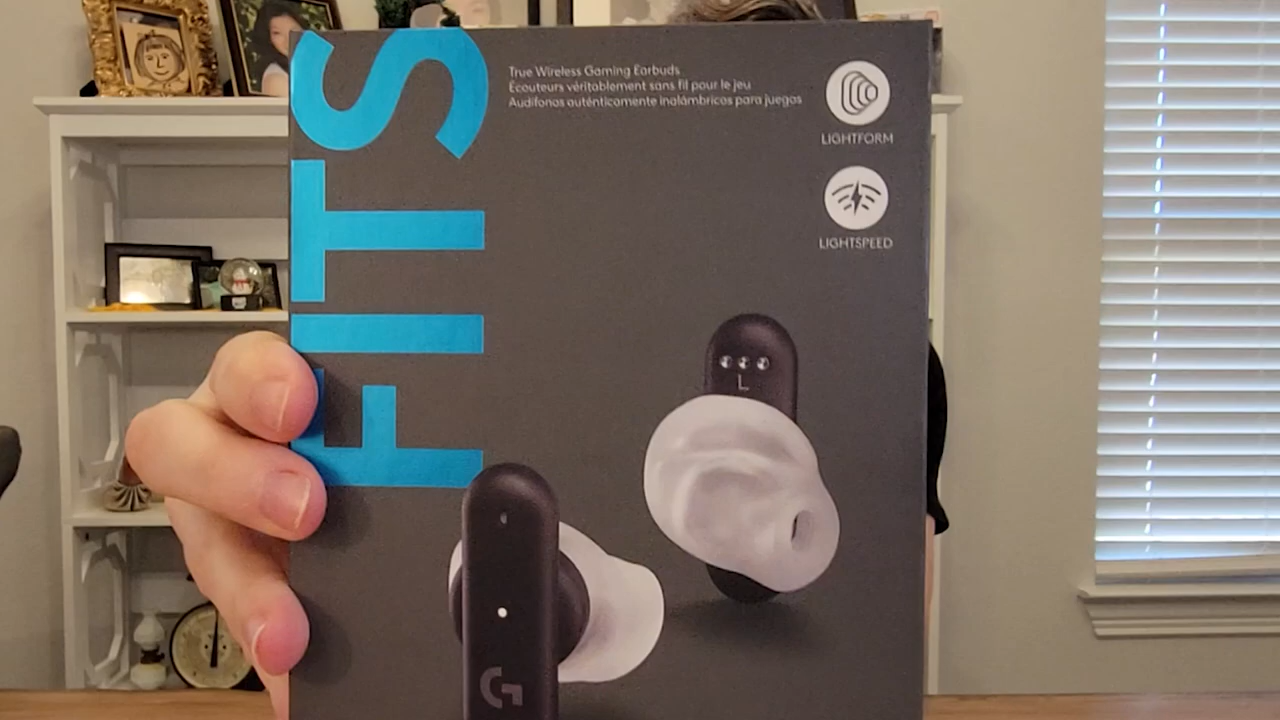 FITS
True Wireless Gaming Earbuds
Écouteurs véritablement sans fil pour le jeu
Audífonos auténticamente inalámbricos para juegos
LIGHTFORM
LIGHTSPEED
L
G